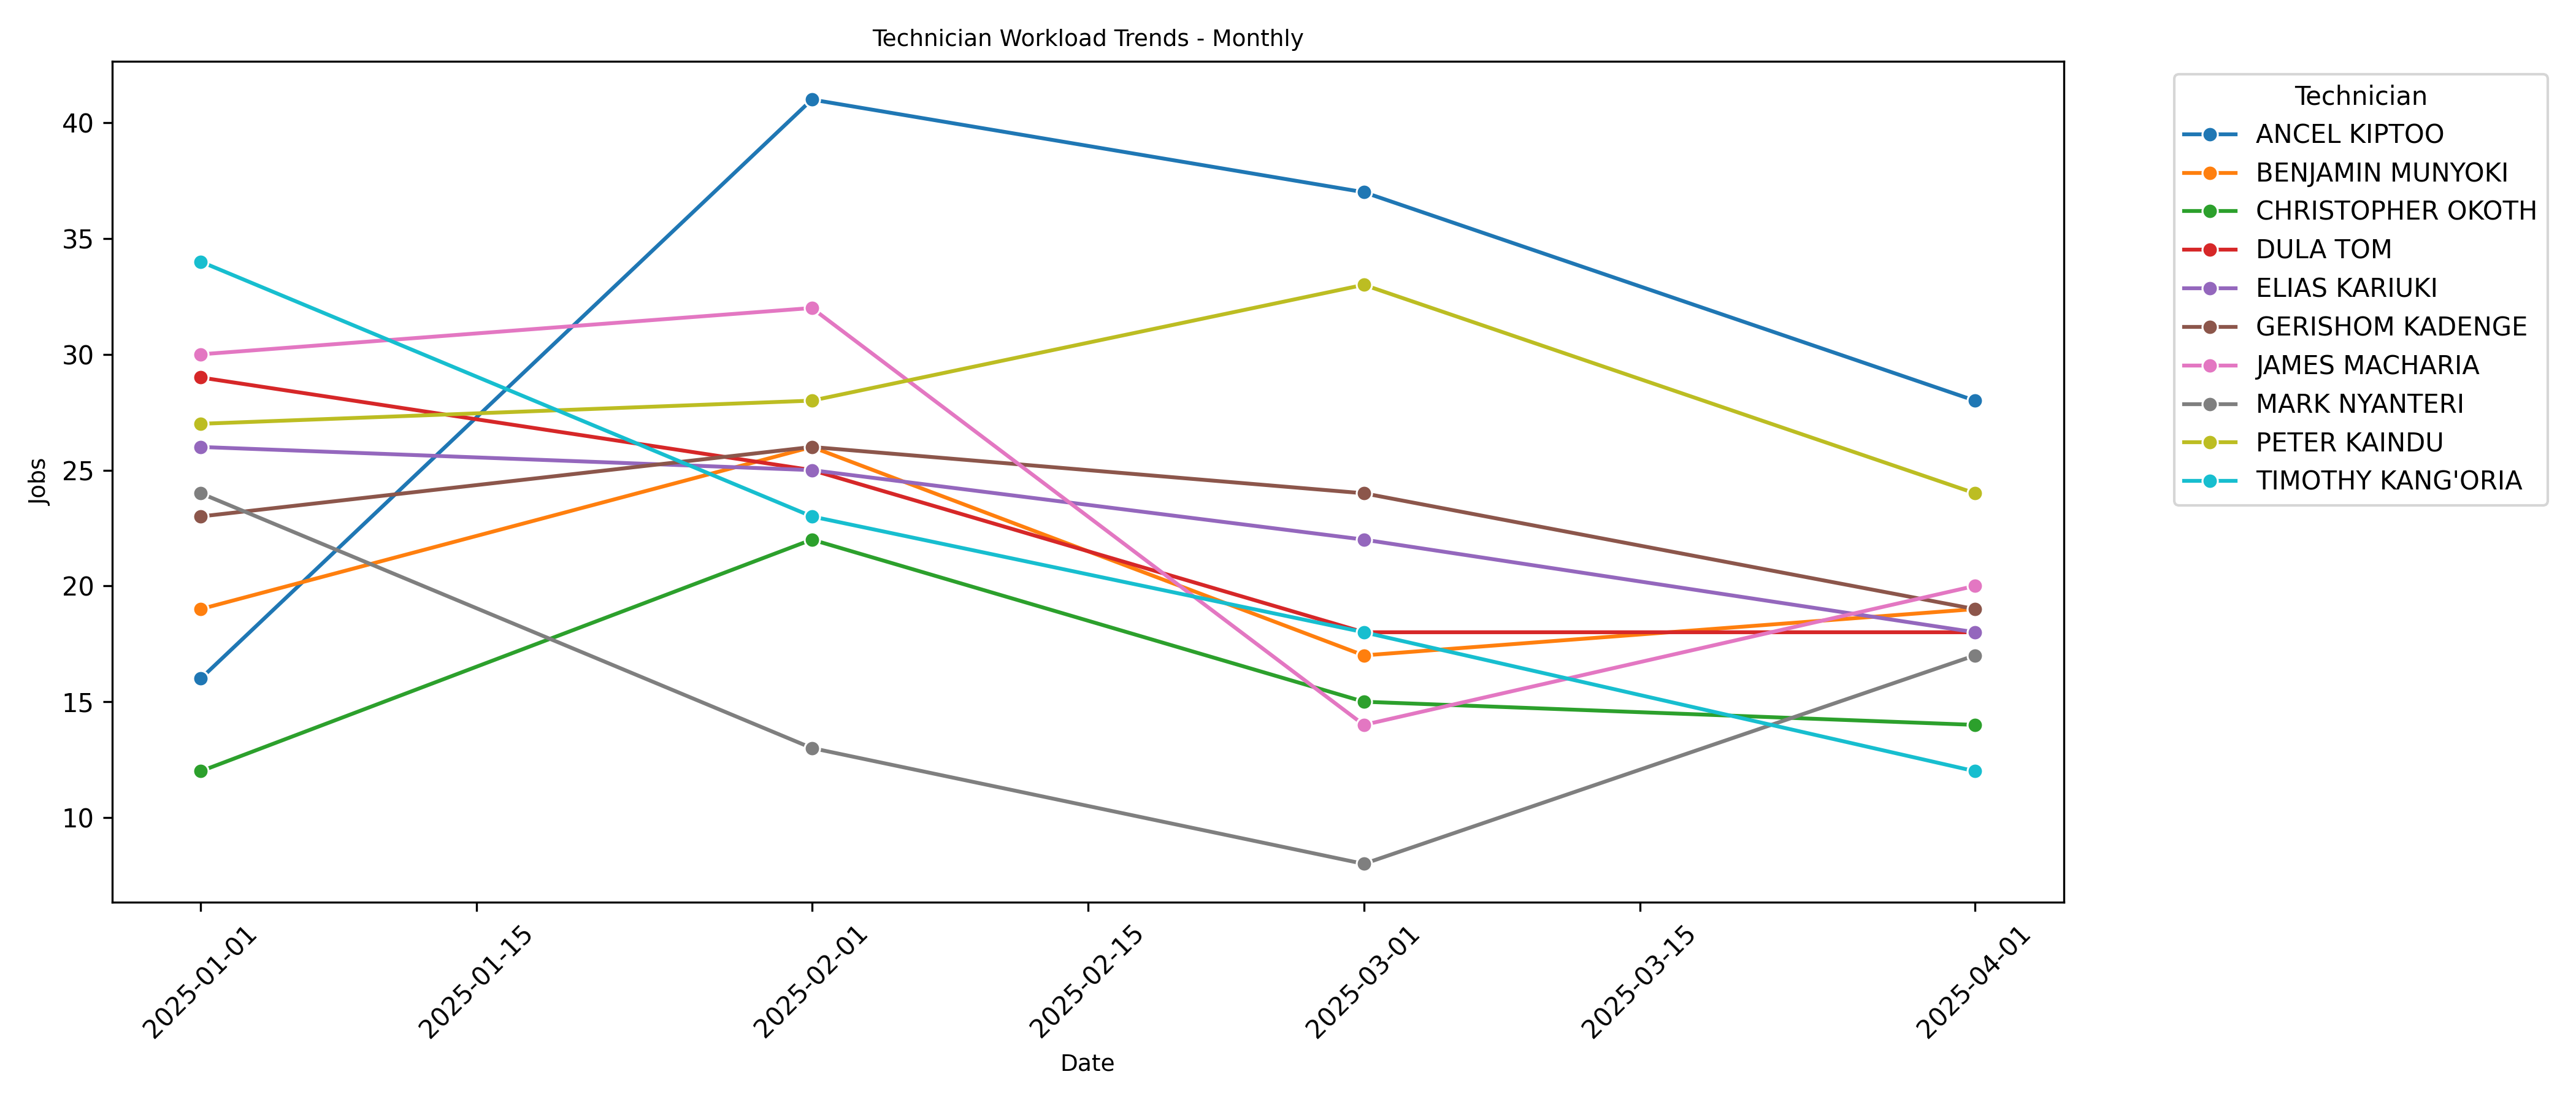 Technician Workload Trends - Monthly
Technician
ANCEL KIPTOO
BENJAMIN MUNYOKI
CHRISTOPHER OKOTH
DULA TOM
ELIAS KARIUKI
GERISHOM KADENGE
JAMES MACHARIA
MARK NYANTERI
PETER KAINDU
TIMOTHY KANG'ORIA
Jobs
40
35
30
25
20
15
10
2025-01-01
2025-01-15
2025-02-01
2025-02-15
2025-03-01
2025-03-15
2025-04-01
Date